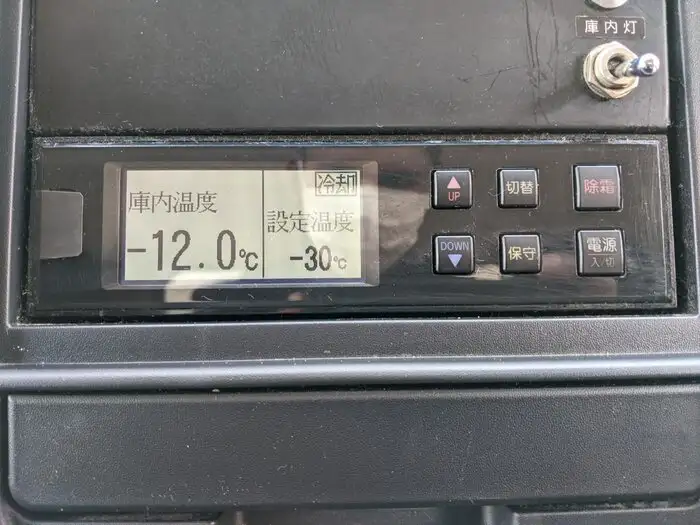 庫内灯
冷却
庫内温度
-12.0℃
設定温度
-30℃
UP
切替
除霜
DOWN
保守
電源
入/切